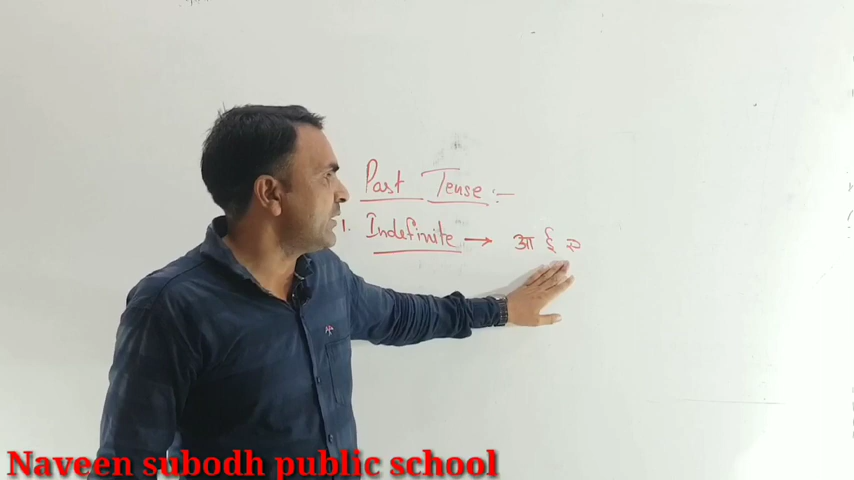 Past Tense :-
1. Indefinite → आ ई ए
Naveen subodh public school